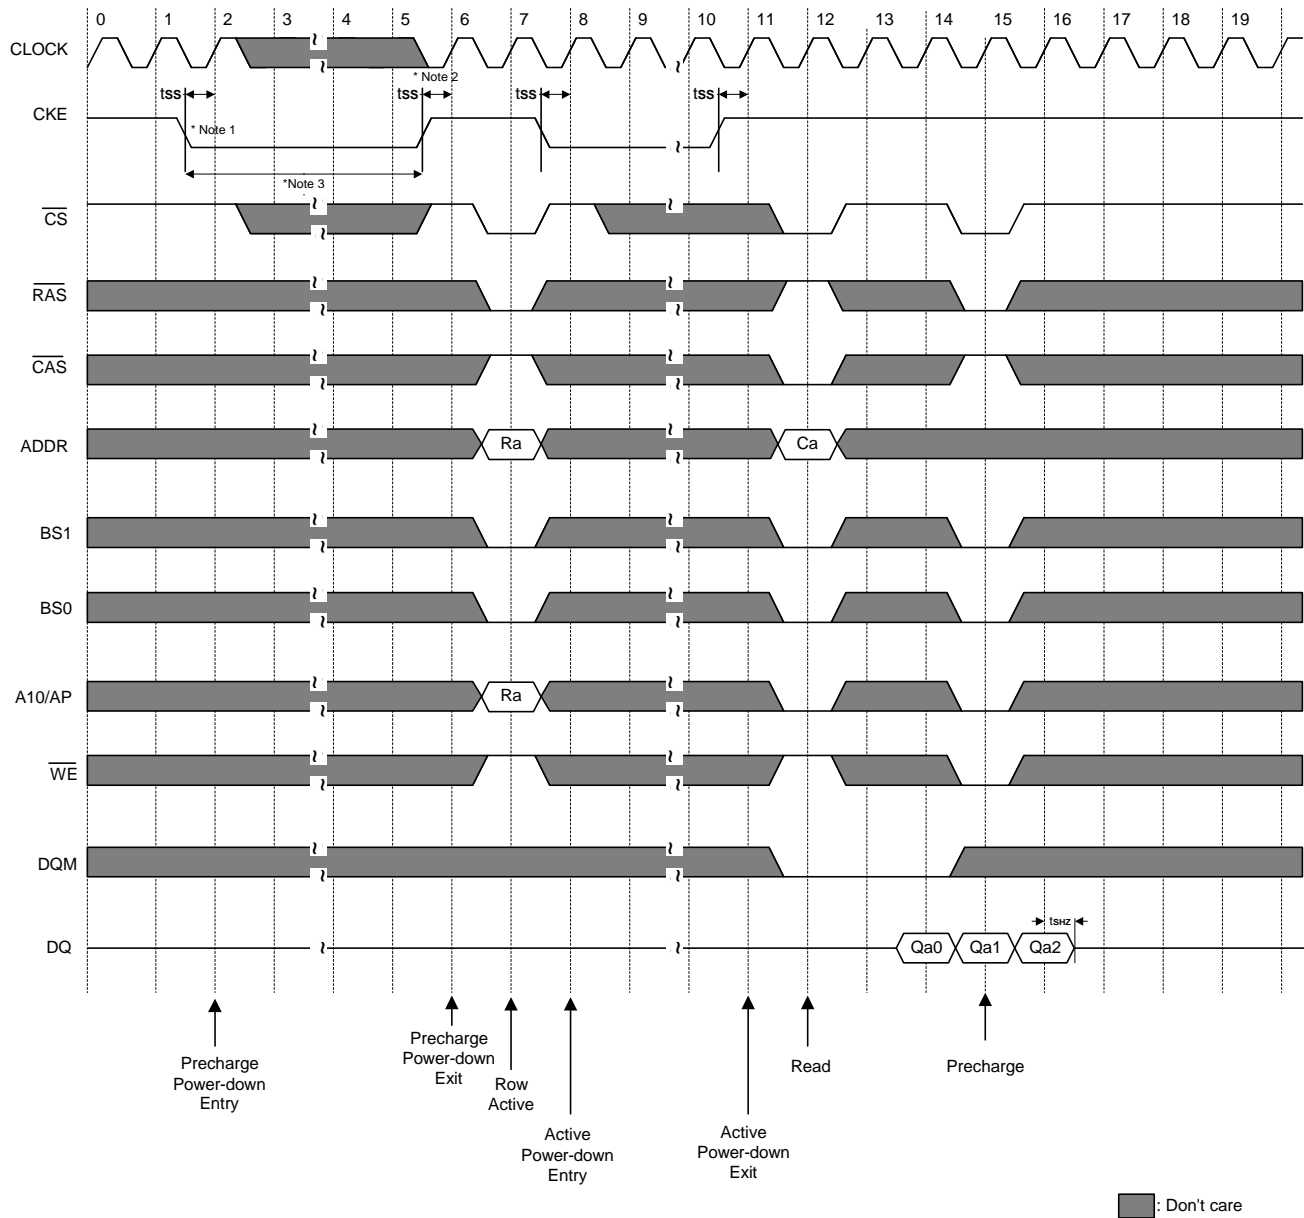 0 1 2 3 4 5 6 7 8 9 10 11 12 13 14 15 16 17 18 19
CLOCK
* Note 2
tss tss tss tss
CKE
* Note 1
*Note 3
CS
RAS
CAS
ADDR Ra Ca
BS1
BS0
A10/AP Ra
WE
DQM
tSHZ
DQ Qa0 Qa1 Qa2
Precharge
Power-down
Entry
Precharge
Power-down
Exit
Row
Active
Active
Power-down
Entry
Active
Power-down
Exit
Read
Precharge
: Don't care